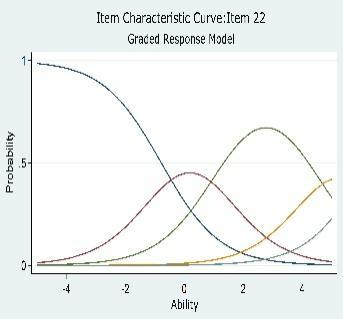 Item Characteristic Curve:Item 22
Graded Response Model
Probability
1
.5
0
-4 -2 0 2 4
Ability